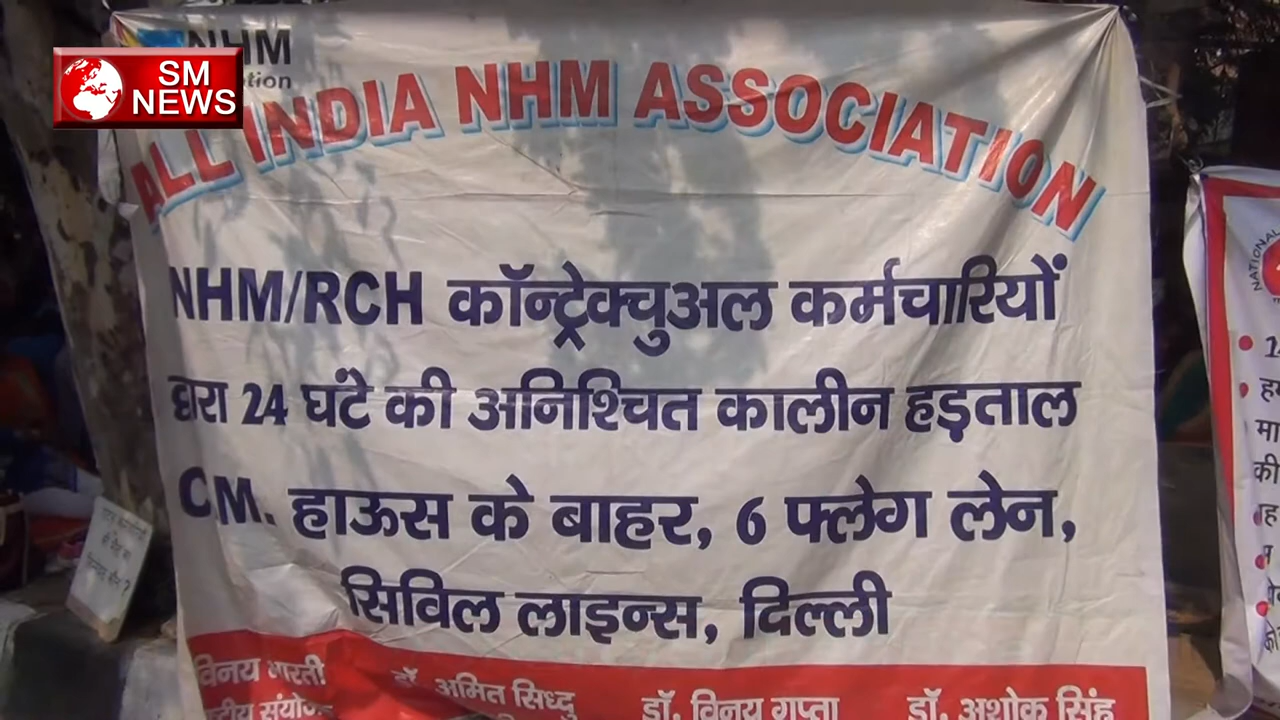 NHM
SM NEWS
ALL INDIA NHM ASSOCIATION
NHM/RCH कॉन्ट्रेक्चुअल कर्मचारियों
द्वारा 24 घंटे की अनिश्चित कालीन हड़ताल
C.M. हाऊस के बाहर, 6 फ्लेग लेन,
सिविल लाइन्स, दिल्ली
विनय भारती डॉ. अमित सिध्दु डॉ. विनय गुप्ता डॉ. अशोक सिंह
NATIONAL